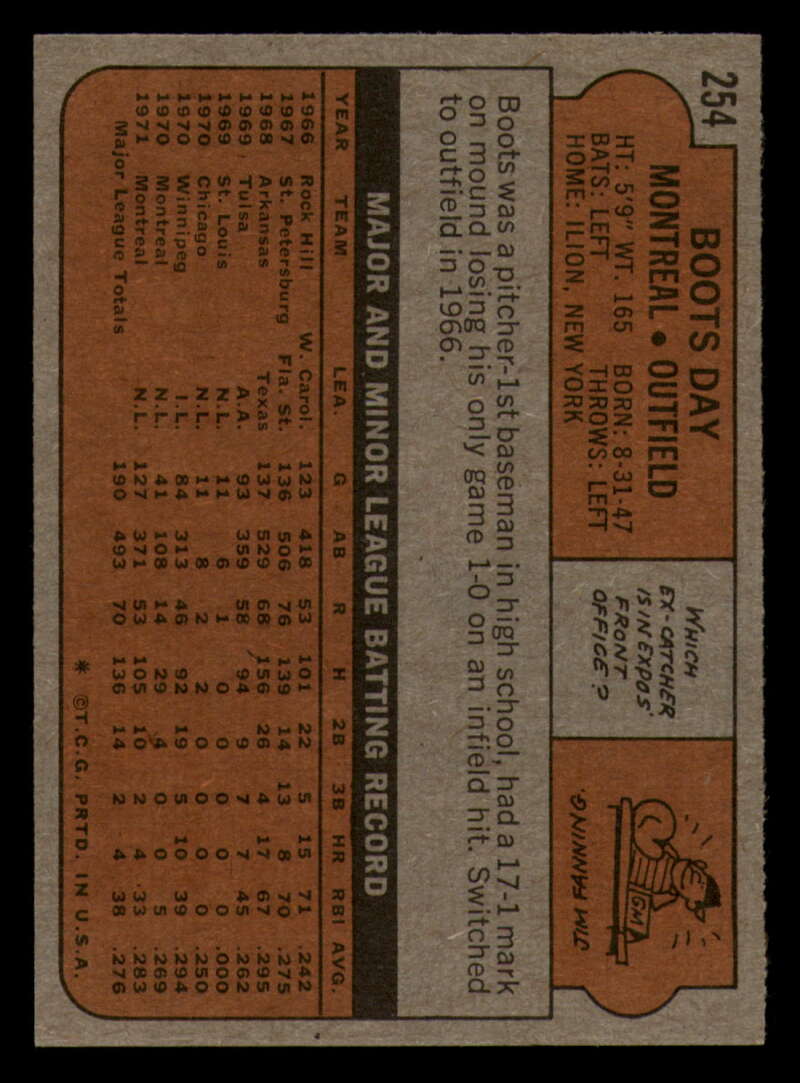 254
BOOTS DAY
MONTREAL • OUTFIELD
HT: 5'9" WT. 165 BORN: 8-31-47
BATS: LEFT THROWS: LEFT
HOME: ILION, NEW YORK
WHICH
EX-CATCHER
IS IN EXPOS'
FRONT
OFFICE?
GM
JIM FANNING.
Boots was a pitcher-1st baseman in high school, had a 17-1 mark
on mound losing his only game 1-0 on an infield hit. Switched
to outfield in 1966.
MAJOR AND MINOR LEAGUE BATTING RECORD
YEAR TEAM LEA. G AB R H 2B 3B HR RBI AVG.
1966 Rock Hill W. Carol. 123 418 53 101 22 5 15 71 .242
1967 St. Petersburg Fla. St. 136 506 76 139 14 13 8 70 .275
1968 Arkansas Texas 137 529 68 156 26 4 17 67 .295
1969 Tulsa A.A. 93 359 58 94 9 7 7 45 .262
1969 St. Louis N.L. 11 6 1 0 0 0 0 0 .000
1970 Chicago N.L. 11 8 2 2 0 0 0 0 .250
1970 Winnipeg I.L. 84 313 46 92 19 5 10 39 .294
1970 Montreal N.L. 41 108 14 29 4 0 0 5 .269
1971 Montreal N.L. 127 371 53 105 10 2 4 33 .283
Major League Totals 190 493 70 136 14 2 4 38 .276
* ©T.C.G. PRTD. IN U.S.A.